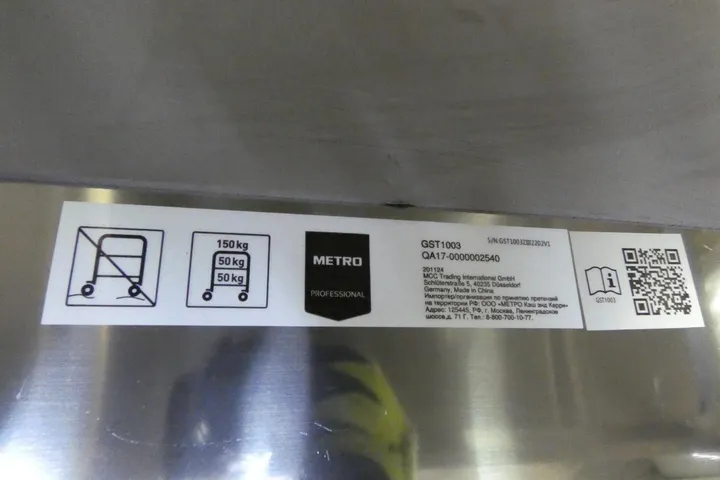 150 kg
50 kg
50 kg
METRO
PROFESSIONAL
GST1003
QA17-0000002540
201124
MCC Trading International GmbH
Schlüterstraße 5, 40235 Düsseldorf
Germany, Made in China
Импортер/организация по принятию претензий
на территории РФ: ООО «МЕТРО Кэш энд Керри»
Адрес: 125445, РФ, г. Москва, Ленинградское
шоссе, д. 71 Г. Тел.: 8-800-700-10-77.
GST1003